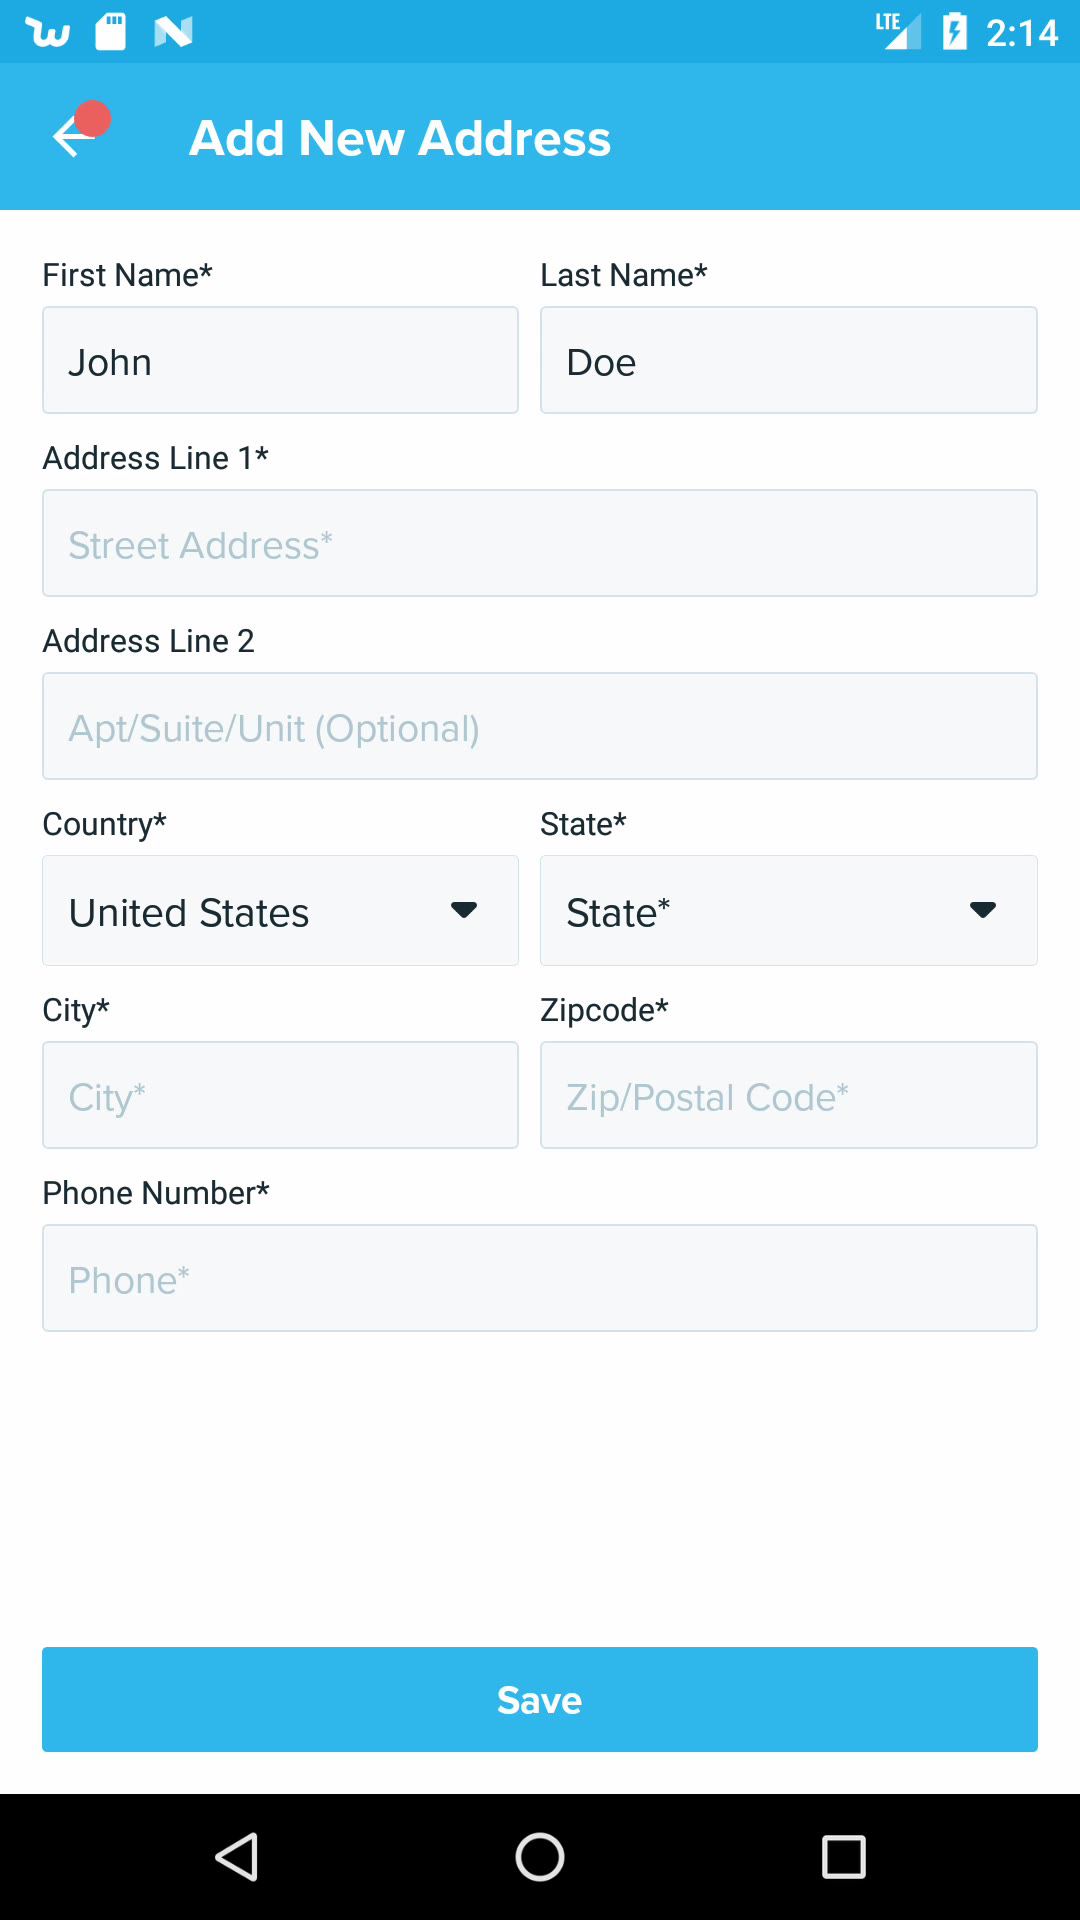 LTE 2:14
Add New Address
First Name* Last Name*
John Doe
Address Line 1*
Street Address*
Address Line 2
Apt/Suite/Unit (Optional)
Country* State*
United States State*
City* Zipcode*
City* Zip/Postal Code*
Phone Number*
Phone*
Save